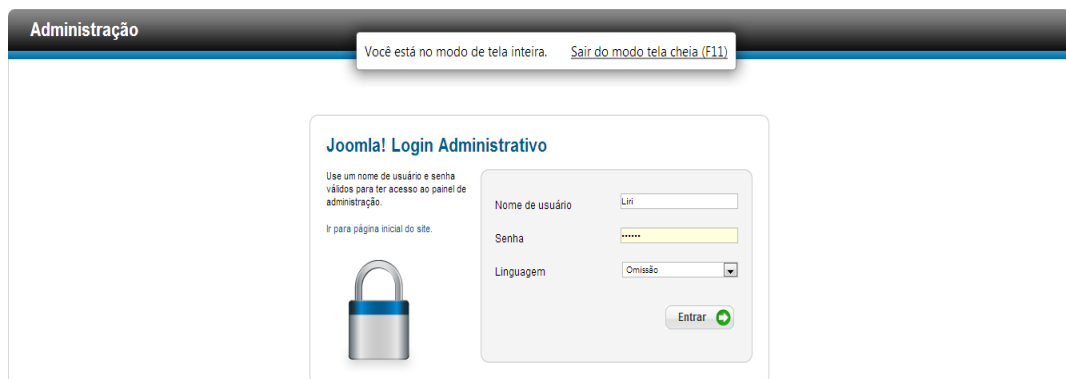 Administração
Você está no modo de tela inteira. Sair do modo tela cheia (F11)
Joomla! Login Administrativo
Use um nome de usuário e senha
válidos para ter acesso ao painel de
administração.
Ir para página inicial do site.
Nome de usuário Liri
Senha ••••••
Linguagem Omissão
Entrar